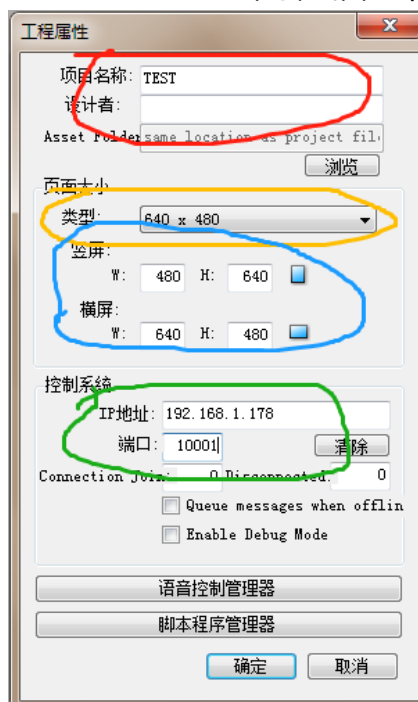 工程属性
项目名称: TEST
设计者:
Asset Folder same location as project fil
浏览
页面大小
类型: 640 x 480
竖屏:
W: 480 H: 640
横屏:
W: 640 H: 480
控制系统
IP地址: 192.168.1.178
端口: 10001 清除
Connection Join: 0 Disconnected: 0
Queue messages when offlin
Enable Debug Mode
语音控制管理器
脚本程序管理器
确定 取消